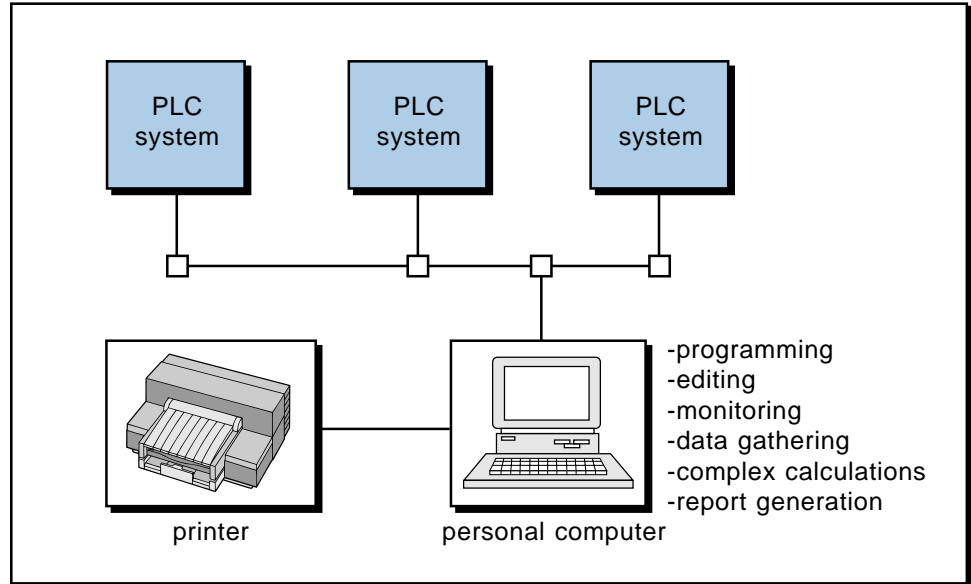 PLC
system
PLC
system
PLC
system
-programming
-editing
-monitoring
-data gathering
-complex calculations
-report generation
printer
personal computer